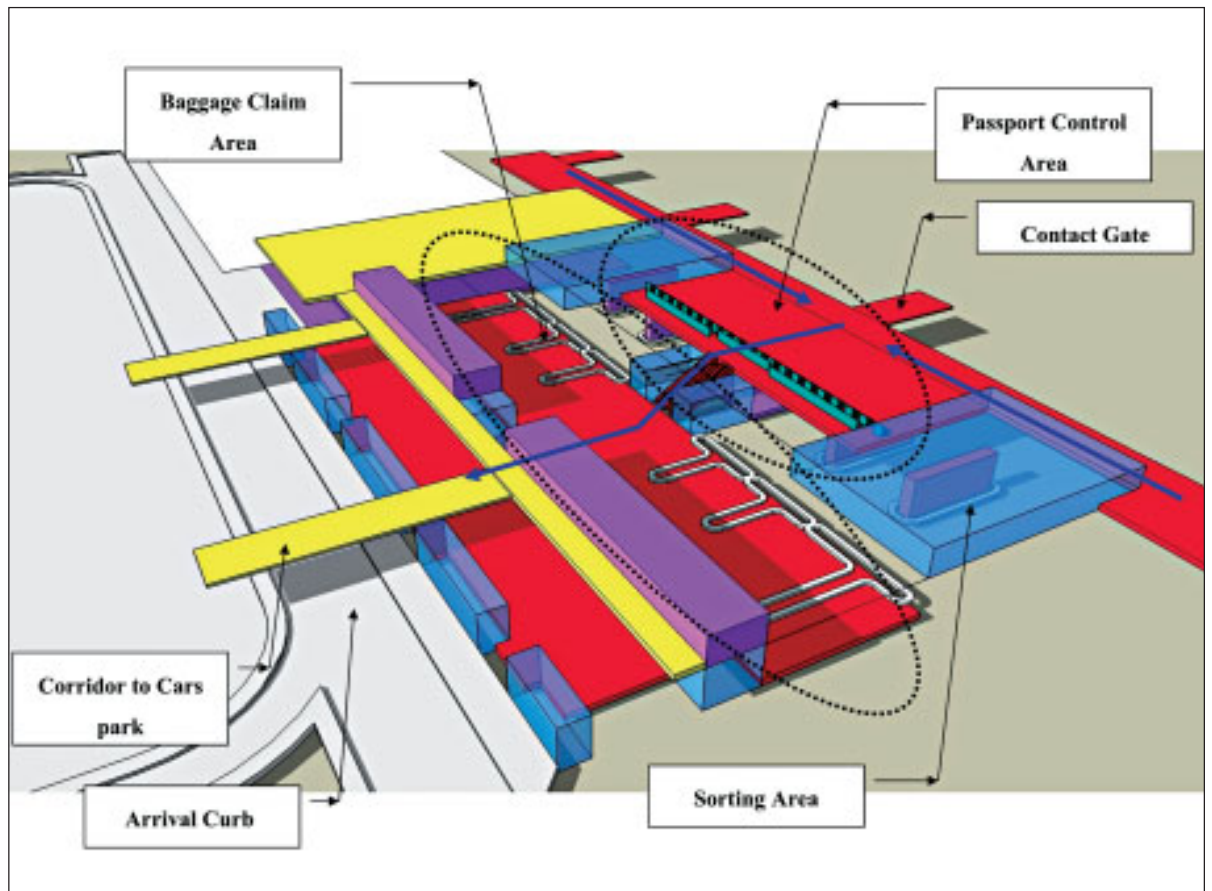 Baggage Claim
Area
Passport Control
Area
Contact Gate
Corridor to Cars
park
Arrival Curb
Sorting Area